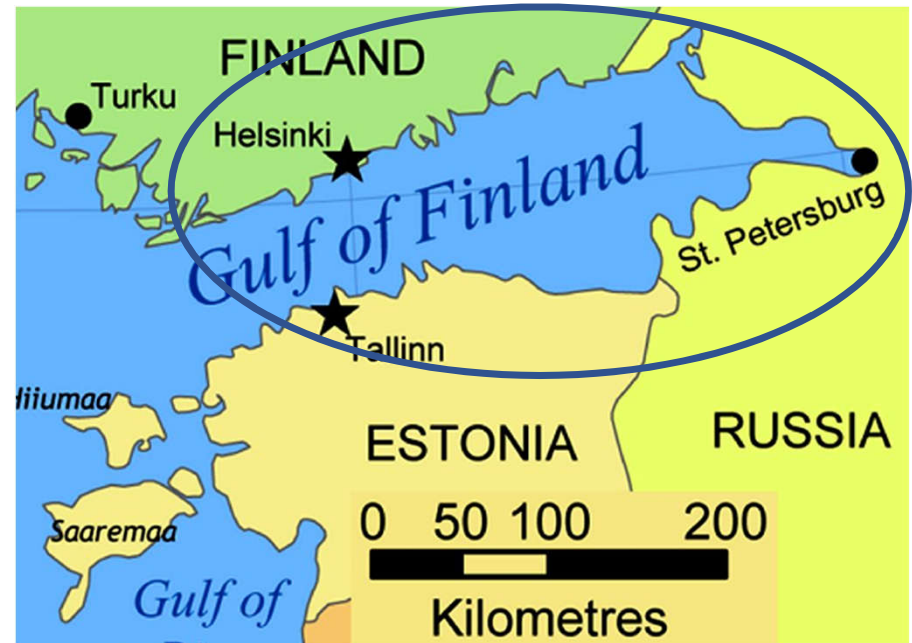 FINLAND
Turku
Helsinki
Gulf of Finland
St. Petersburg
Tallinn
Hiiumaa
ESTONIA
RUSSIA
0 50 100 200
Saaremaa
Gulf of
Kilometres